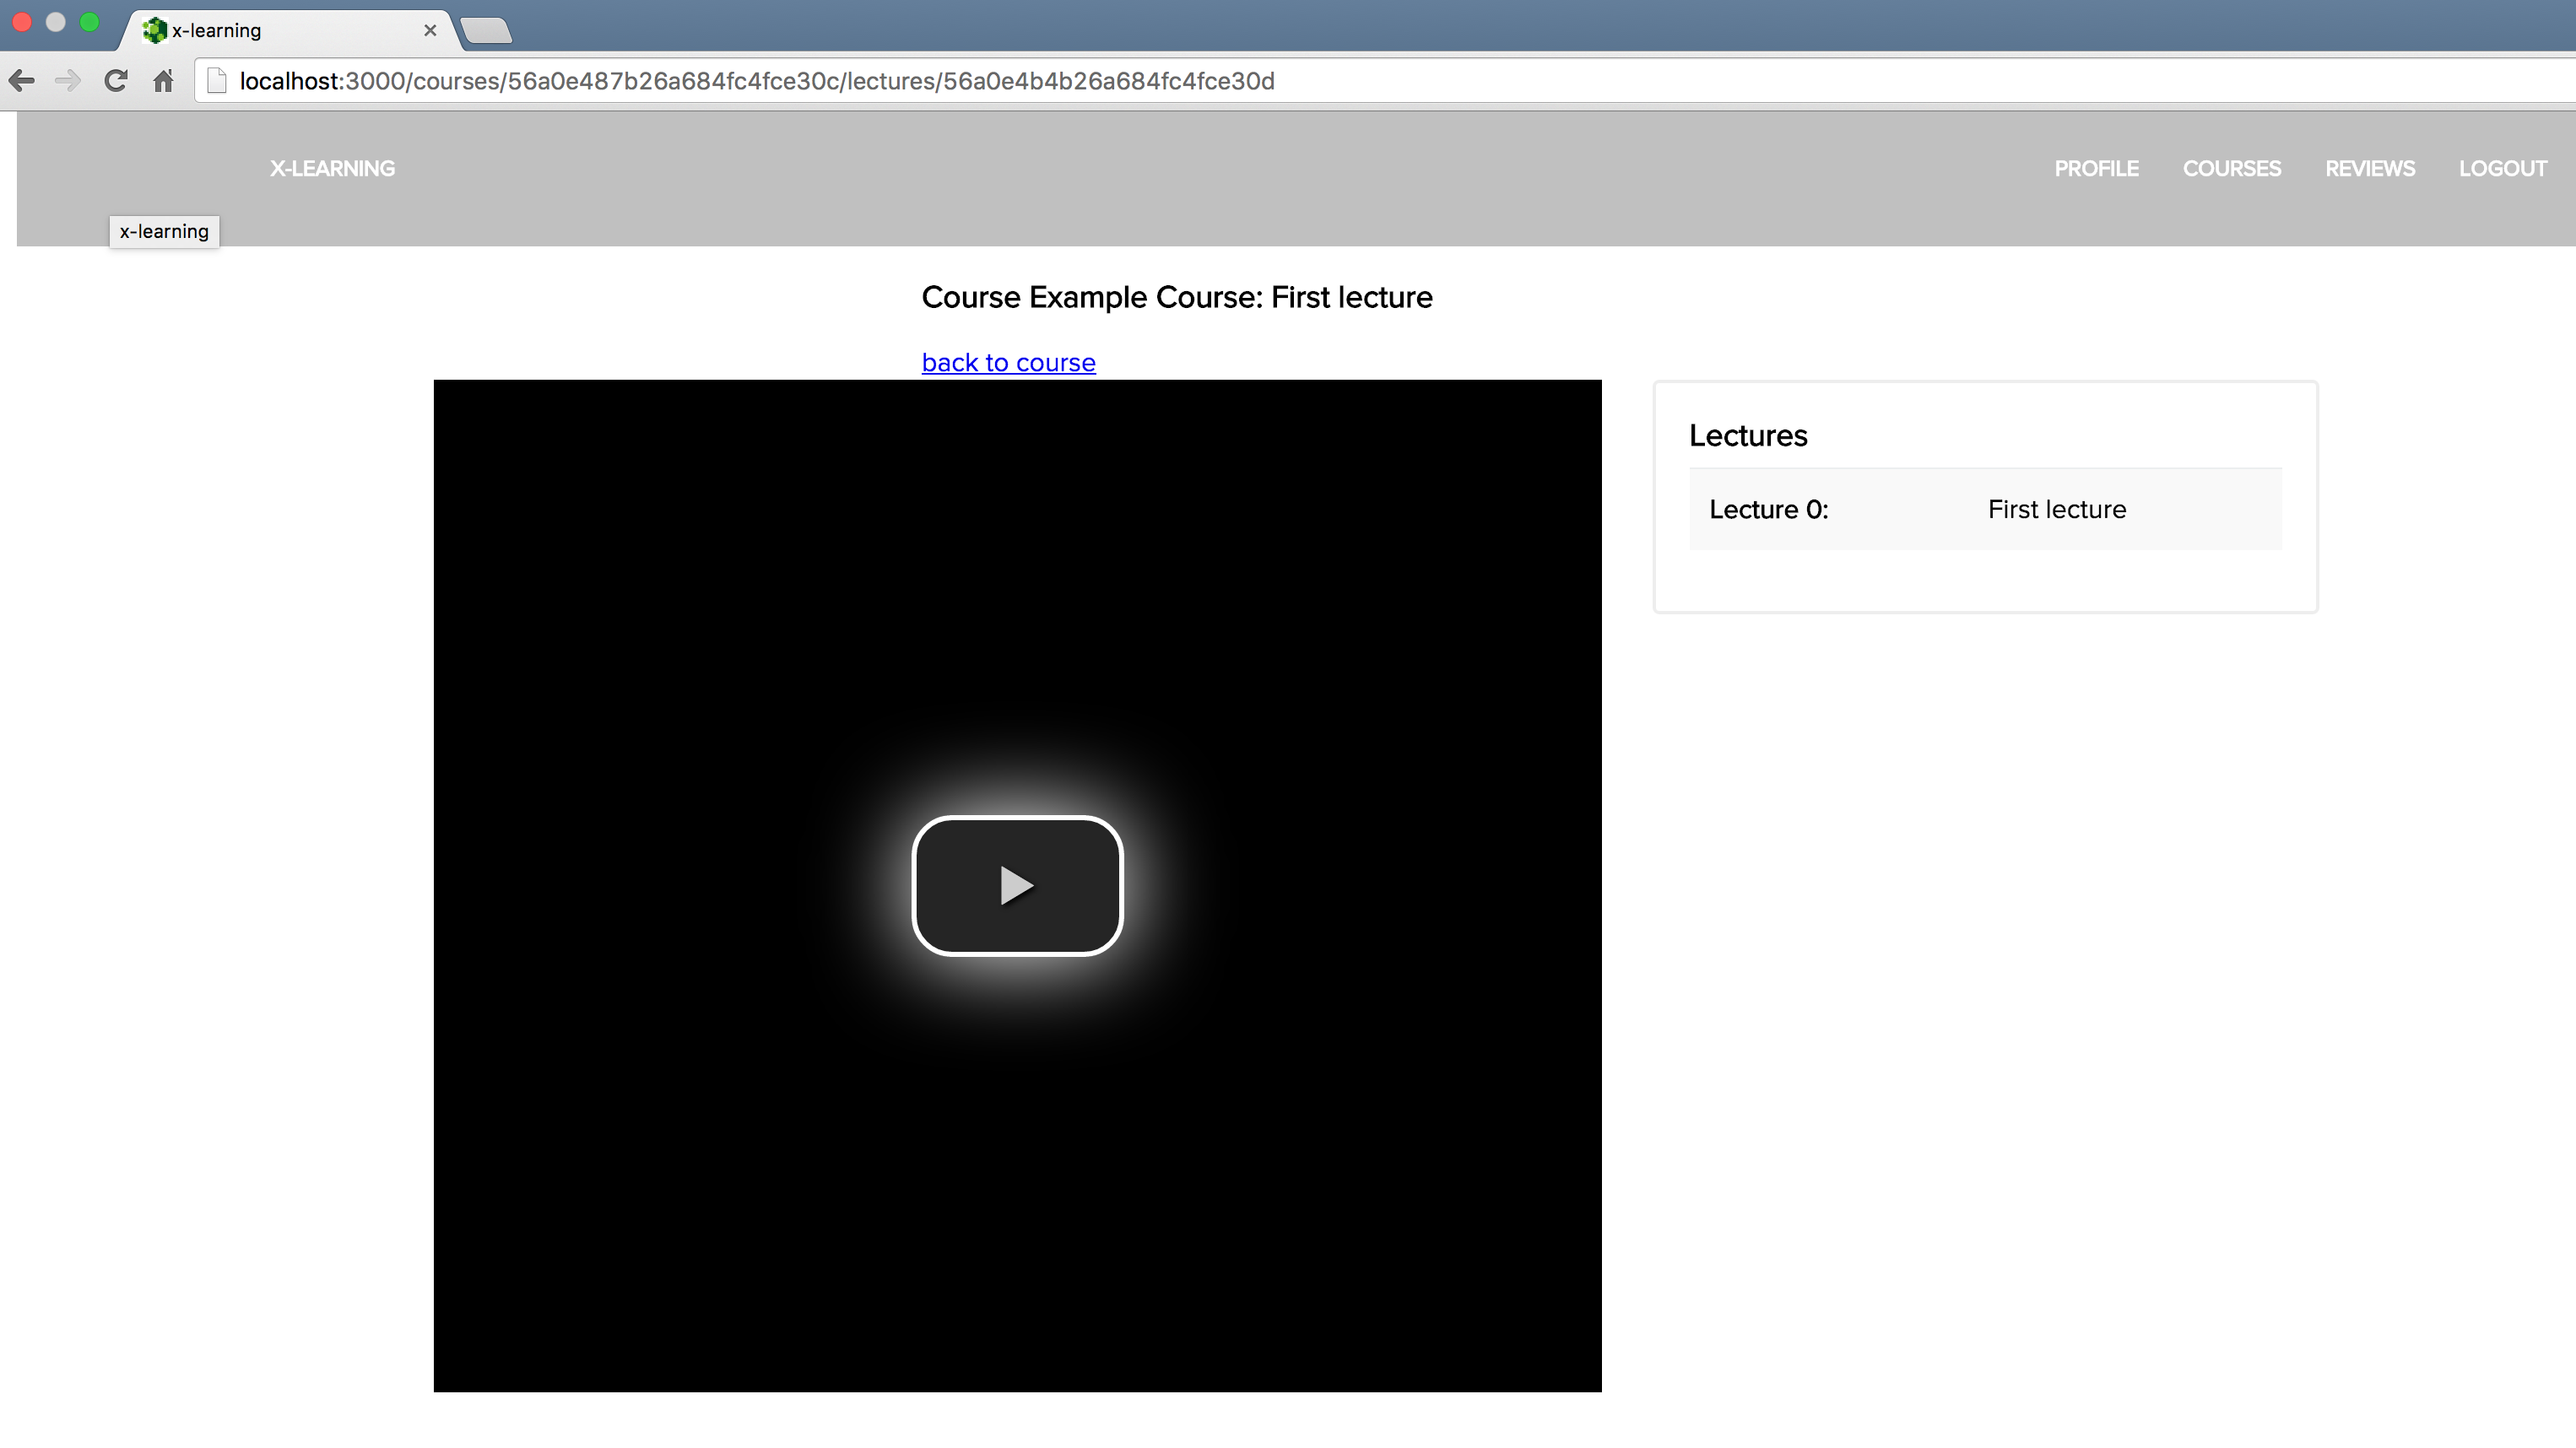 x-learning
localhost:3000/courses/56a0e487b26a684fc4fce30c/lectures/56a0e4b4b26a684fc4fce30d
X-LEARNING PROFILE COURSES REVIEWS LOGOUT
x-learning
Course Example Course: First lecture
back to course
Lectures
Lecture 0: First lecture